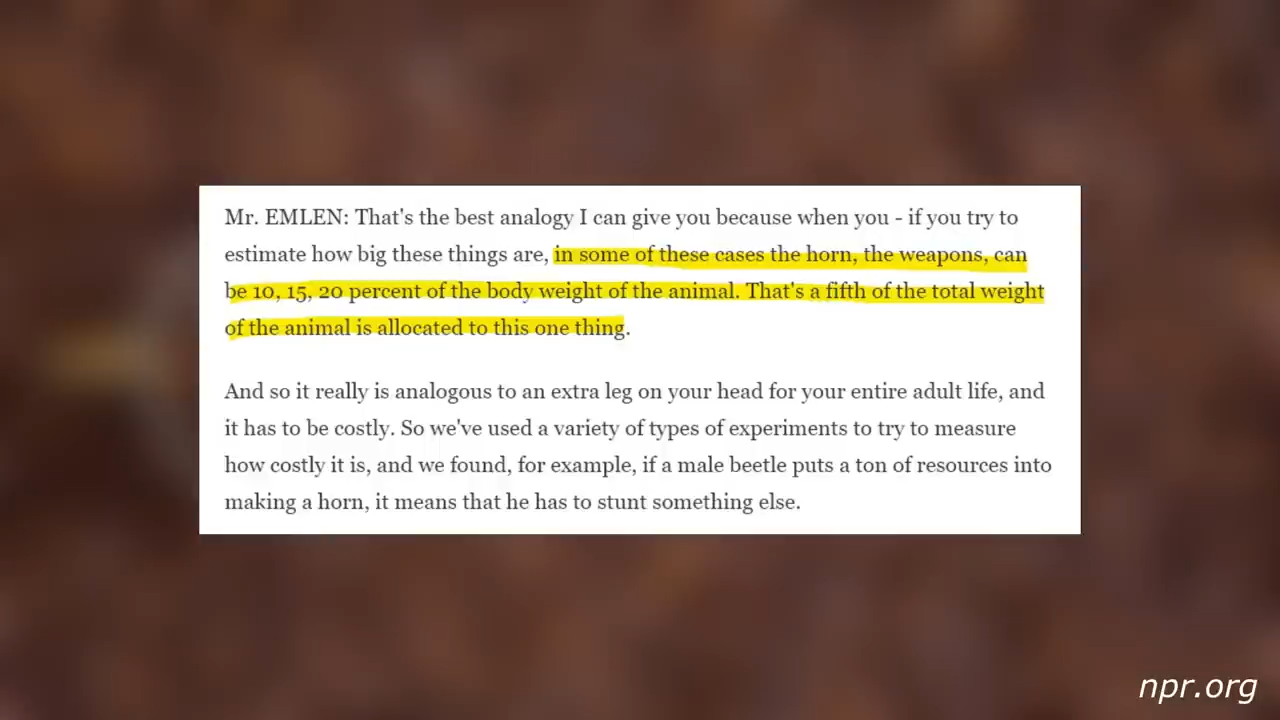 Mr. EMLEN: That's the best analogy I can give you because when you - if you try to
estimate how big these things are, in some of these cases the horn, the weapons, can
be 10, 15, 20 percent of the body weight of the animal. That's a fifth of the total weight
of the animal is allocated to this one thing.
And so it really is analogous to an extra leg on your head for your entire adult life, and
it has to be costly. So we've used a variety of types of experiments to try to measure
how costly it is, and we found, for example, if a male beetle puts a ton of resources into
making a horn, it means that he has to stunt something else.
npr.org